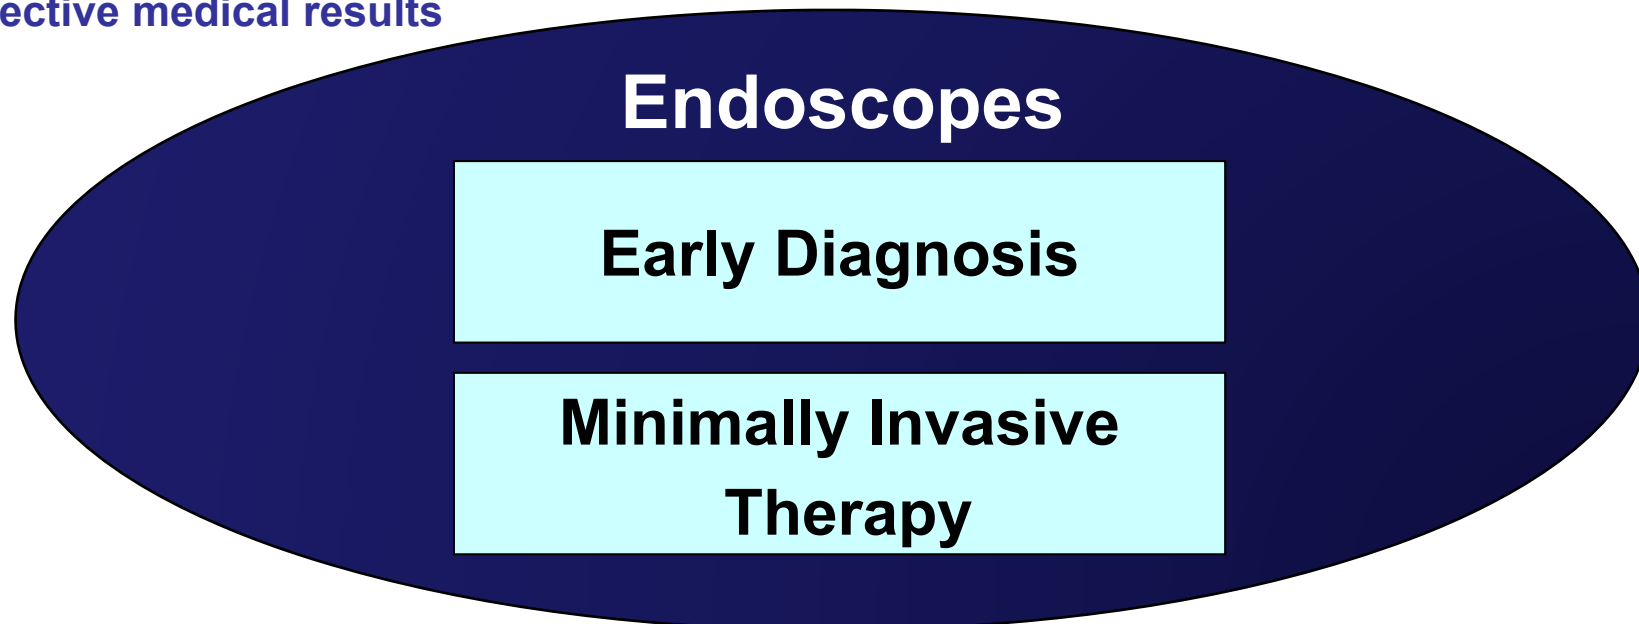 ective medical results
Endoscopes
Early Diagnosis
Minimally Invasive
Therapy